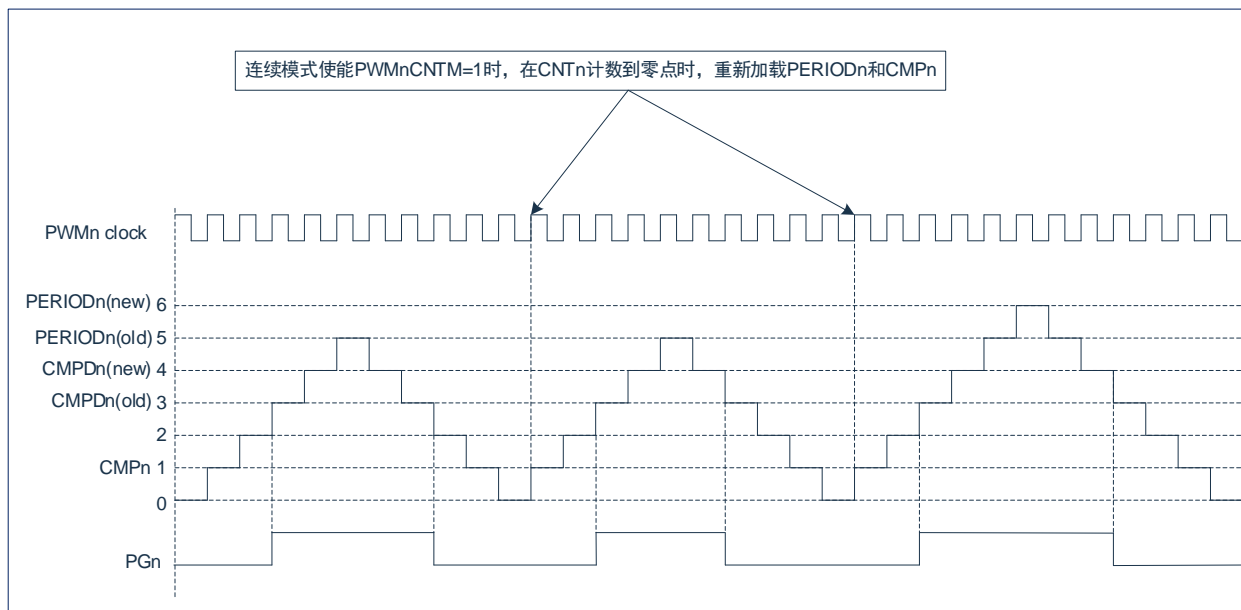 连续模式使能PWMnCNTM=1时，在CNTn计数到零点时，重新加载PERIODn和CMPn
PWMn clock
PERIODn(new) 6
PERIODn(old) 5
CMPDn(new) 4
CMPDn(old) 3
2
CMPn 1
0
PGn